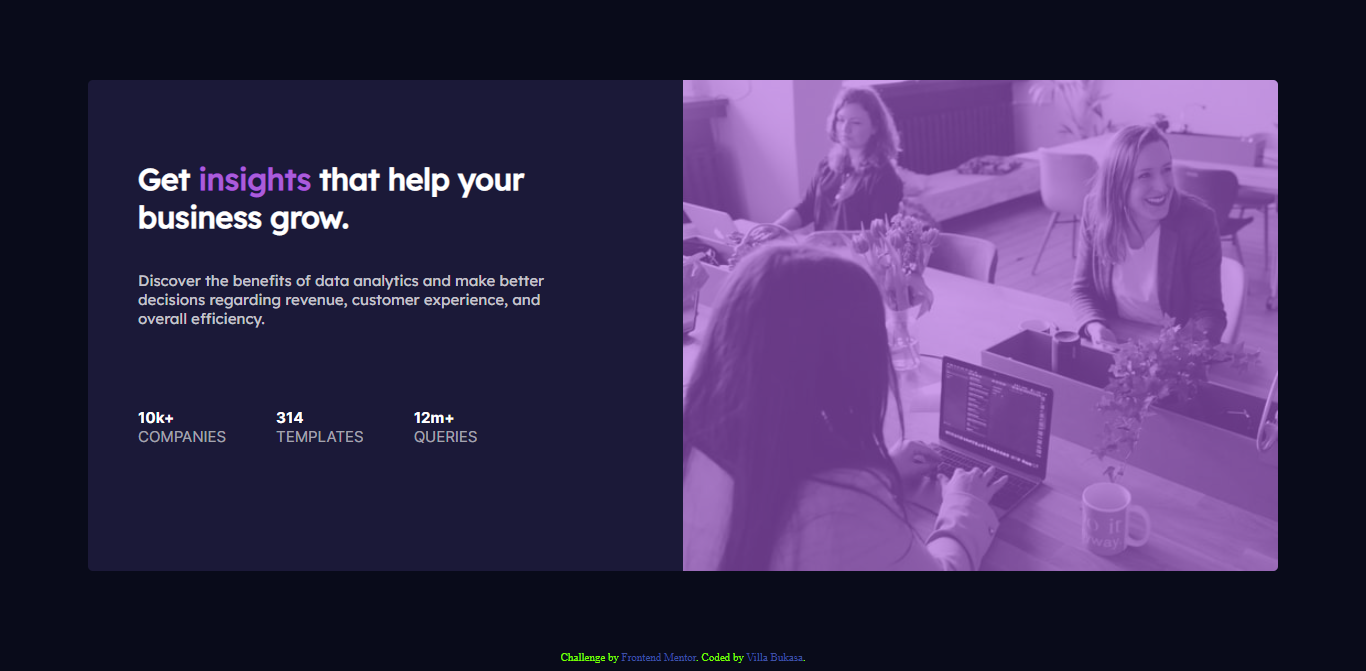 Get insights that help your
business grow.
Discover the benefits of data analytics and make better
decisions regarding revenue, customer experience, and
overall efficiency.
10k+ 314 12m+
COMPANIES TEMPLATES QUERIES
Challenge by Frontend Mentor. Coded by Villa Bukasa.